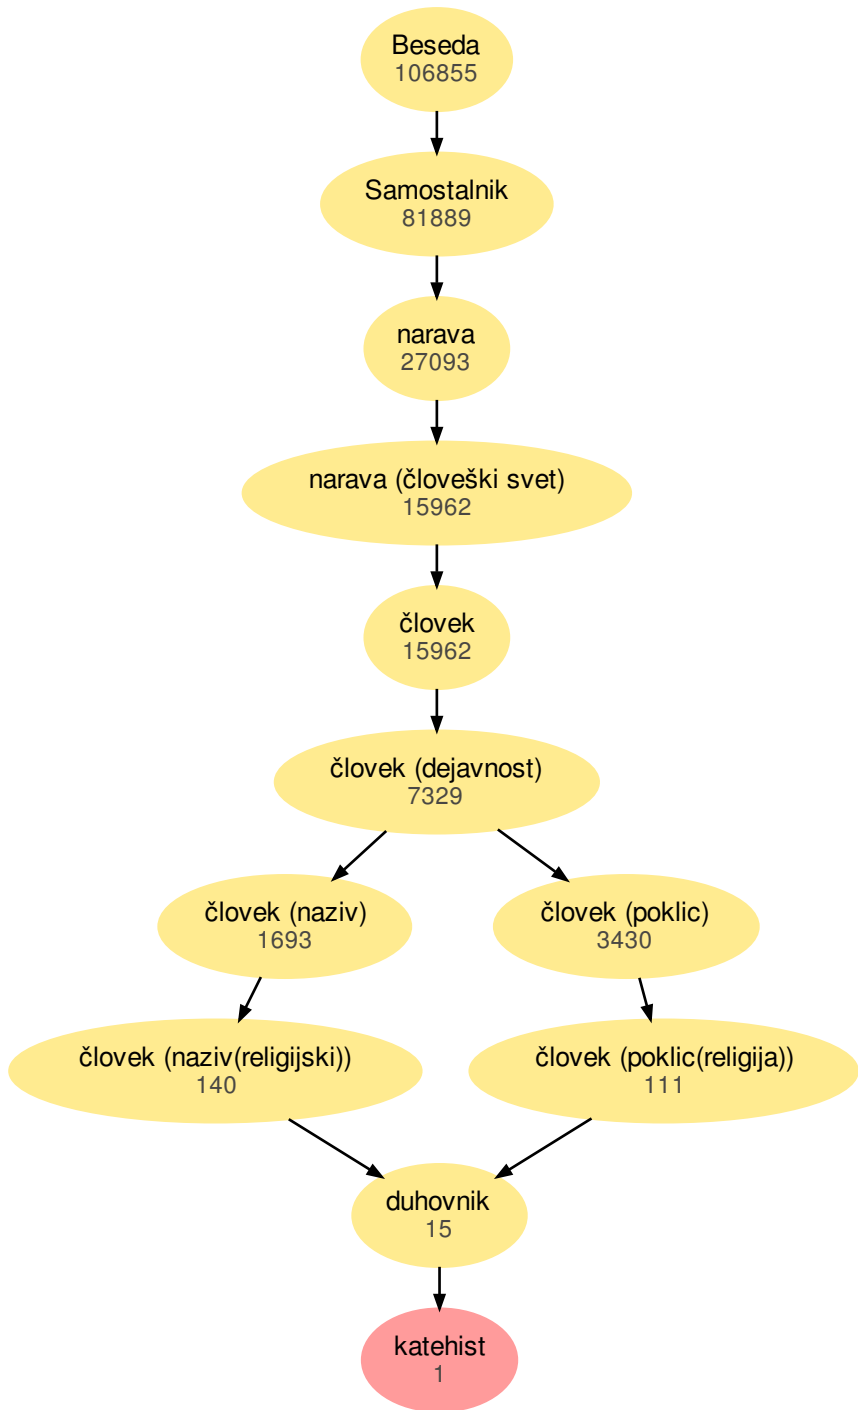 Beseda
106855
Samostalnik
81889
narava
27093
narava (človeški svet)
15962
človek
15962
človek (dejavnost)
7329
človek (naziv)
1693
človek (poklic)
3430
človek (naziv(religijski))
140
človek (poklic(religija))
111
duhovnik
15
katehist
1